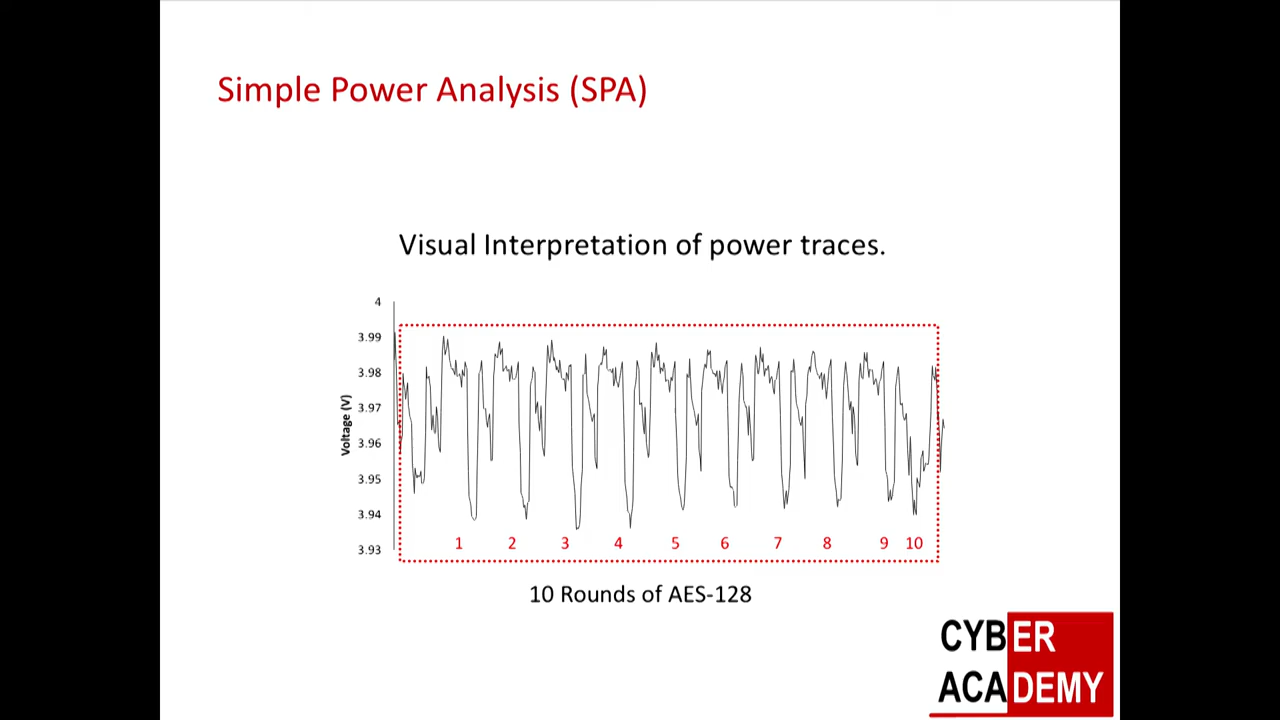 Simple Power Analysis (SPA)
Visual Interpretation of power traces.
4
3.99
3.98
3.97
3.96
3.95
3.94
3.93
Voltage (V)
1 2 3 4 5 6 7 8 9 10
10 Rounds of AES-128
CYBER
ACADEMY